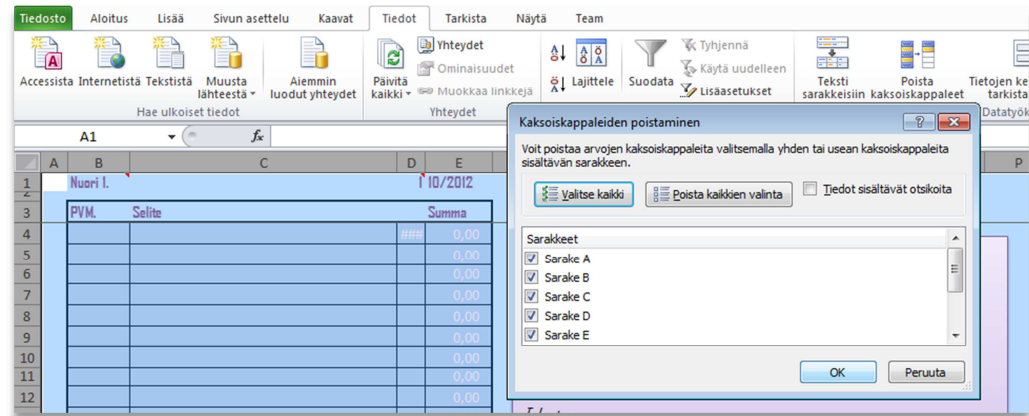 Tiedosto Aloitus Lisää Sivun asettelu Kaavat Tiedot Tarkista Näytä Team
Accessista Internetistä Tekstistä Muusta lähteestä
Aiemmin luodut yhteydet
Hae ulkoiset tiedot
Päivitä kaikki
Yhteydet
Ominaisuudet
Muokkaa linkkejä
Yhteydet
Lajittele
Suodata
Tyhjennä
Käytä uudelleen
Lisäasetukset
Teksti sarakkeisiin
Poista kaksoiskappaleet
Tietojen ke
tarkista
Datatyök
A1 fx
A B C D E P
1 Nuori 1. 1 10/2012
2
3 PVM. Selite Summa
4 ### 0,00
5 0,00
6 0,00
7 0,00
8 0,00
9 0,00
10 0,00
11 0,00
12 0,00
Kaksoiskappaleiden poistaminen
Voit poistaa arvojen kaksoiskappaleita valitsemalla yhden tai usean kaksoiskappaleita
sisältävän sarakkeen.
Valitse kaikki Poista kaikkien valinta Tiedot sisältävät otsikoita
Sarakkeet
Sarake A
Sarake B
Sarake C
Sarake D
Sarake E
OK Peruuta